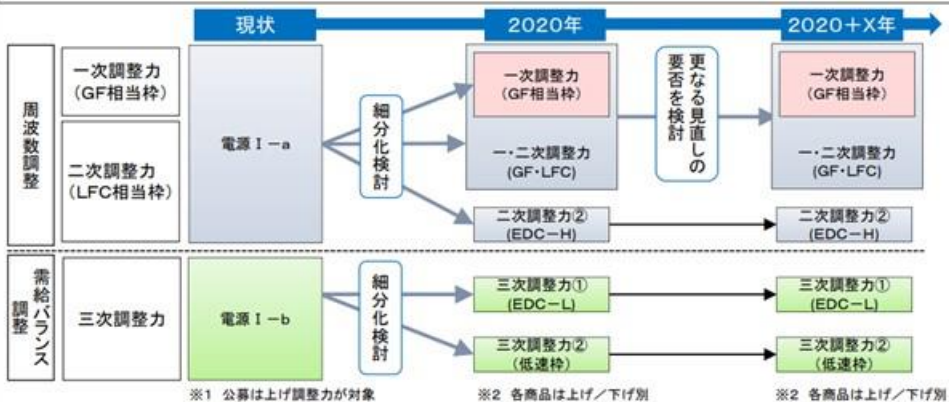 現状
2020年
2020+X年
周波数調整
一次調整力
(GF相当枠)
二次調整力
(LFC相当枠)
電源Ⅰ-a
細分化検討
一次調整力
(GF相当枠)
一・二次調整力
(GF・LFC)
二次調整力②
(EDC-H)
更なる見直しの
要否を検討
一次調整力
(GF相当枠)
一・二次調整力
(GF・LFC)
二次調整力②
(EDC-H)
需給バランス
調整
三次調整力
電源Ⅰ-b
細分化検討
三次調整力①
(EDC-L)
三次調整力②
(低速枠)
三次調整力①
(EDC-L)
三次調整力②
(低速枠)
※1 公募は上げ調整力が対象
※2 各商品は上げ/下げ別
※2 各商品は上げ/下げ別